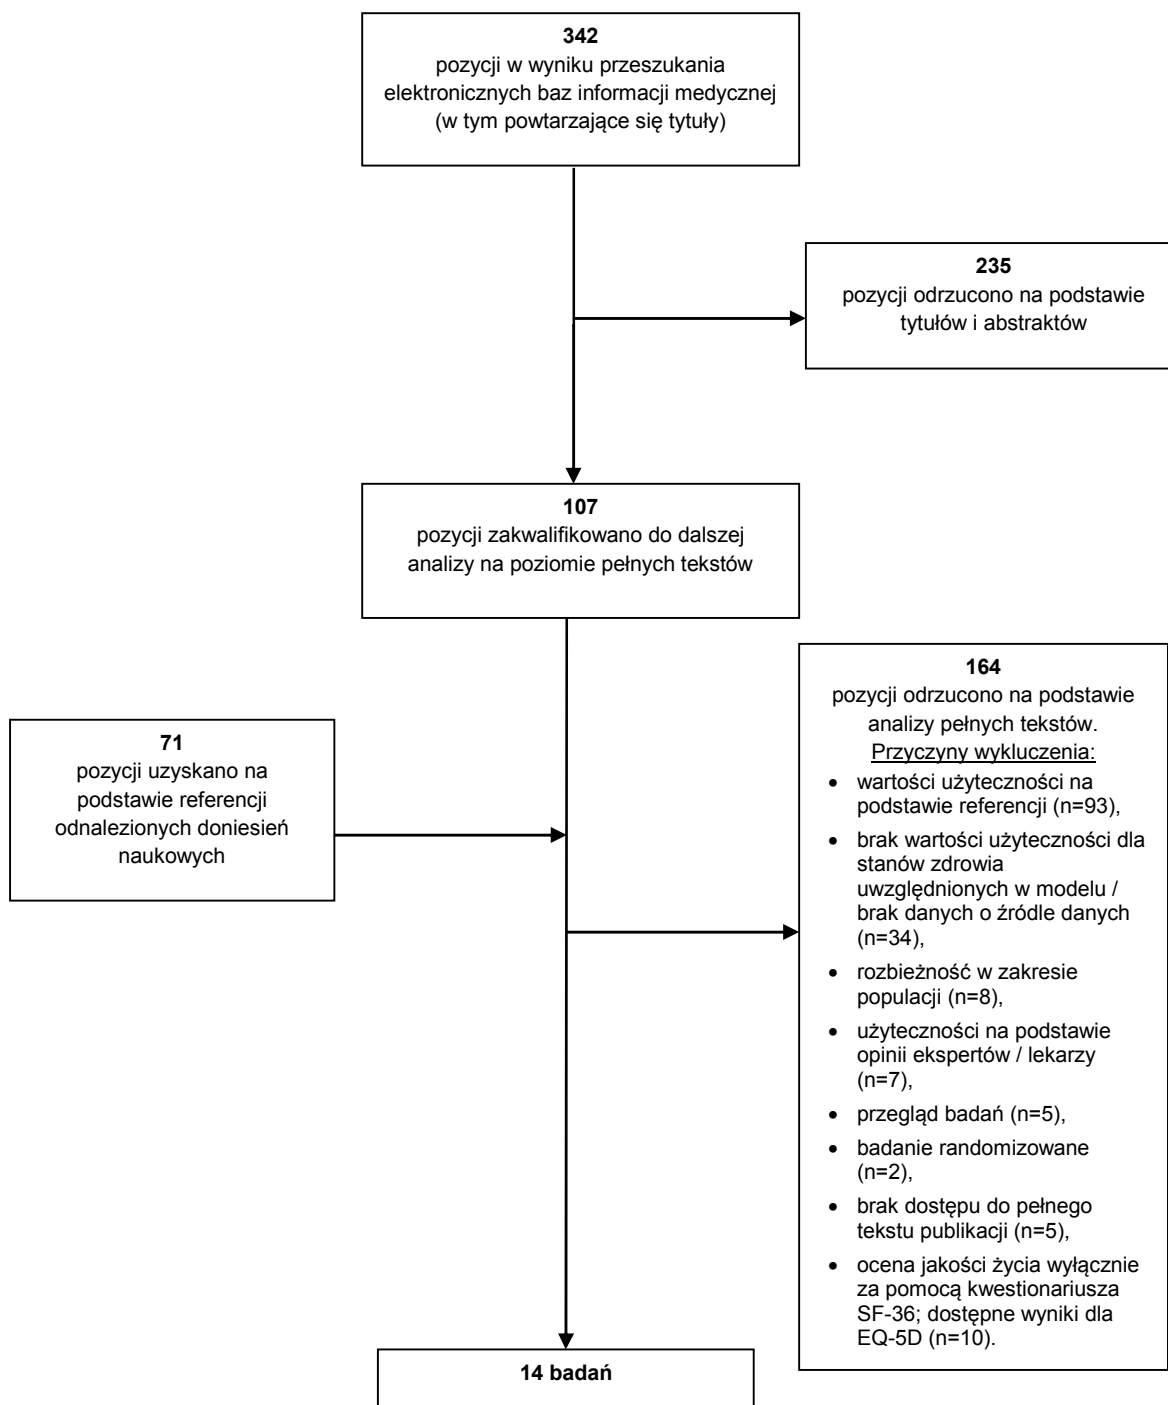 342
pozycji w wyniku przeszukania
elektronicznych baz informacji medycznej
(w tym powtarzające się tytuły)
235
pozycji odrzucono na podstawie
tytułów i abstraktów
107
pozycji zakwalifikowano do dalszej
analizy na poziomie pełnych tekstów
71
pozycji uzyskano na
podstawie referencji
odnalezionych doniesień
naukowych
164
pozycji odrzucono na podstawie
analizy pełnych tekstów.
Przyczyny wykluczenia:
• wartości użyteczności na
podstawie referencji (n=93),
• brak wartości użyteczności dla
stanów zdrowia
uwzględnionych w modelu /
brak danych o źródle danych
(n=34),
• rozbieżność w zakresie
populacji (n=8),
• użyteczności na podstawie
opinii ekspertów / lekarzy
(n=7),
• przegląd badań (n=5),
• badanie randomizowane
(n=2),
• brak dostępu do pełnego
tekstu publikacji (n=5),
• ocena jakości życia wyłącznie
za pomocą kwestionariusza
SF-36; dostępne wyniki dla
EQ-5D (n=10).
14 badań